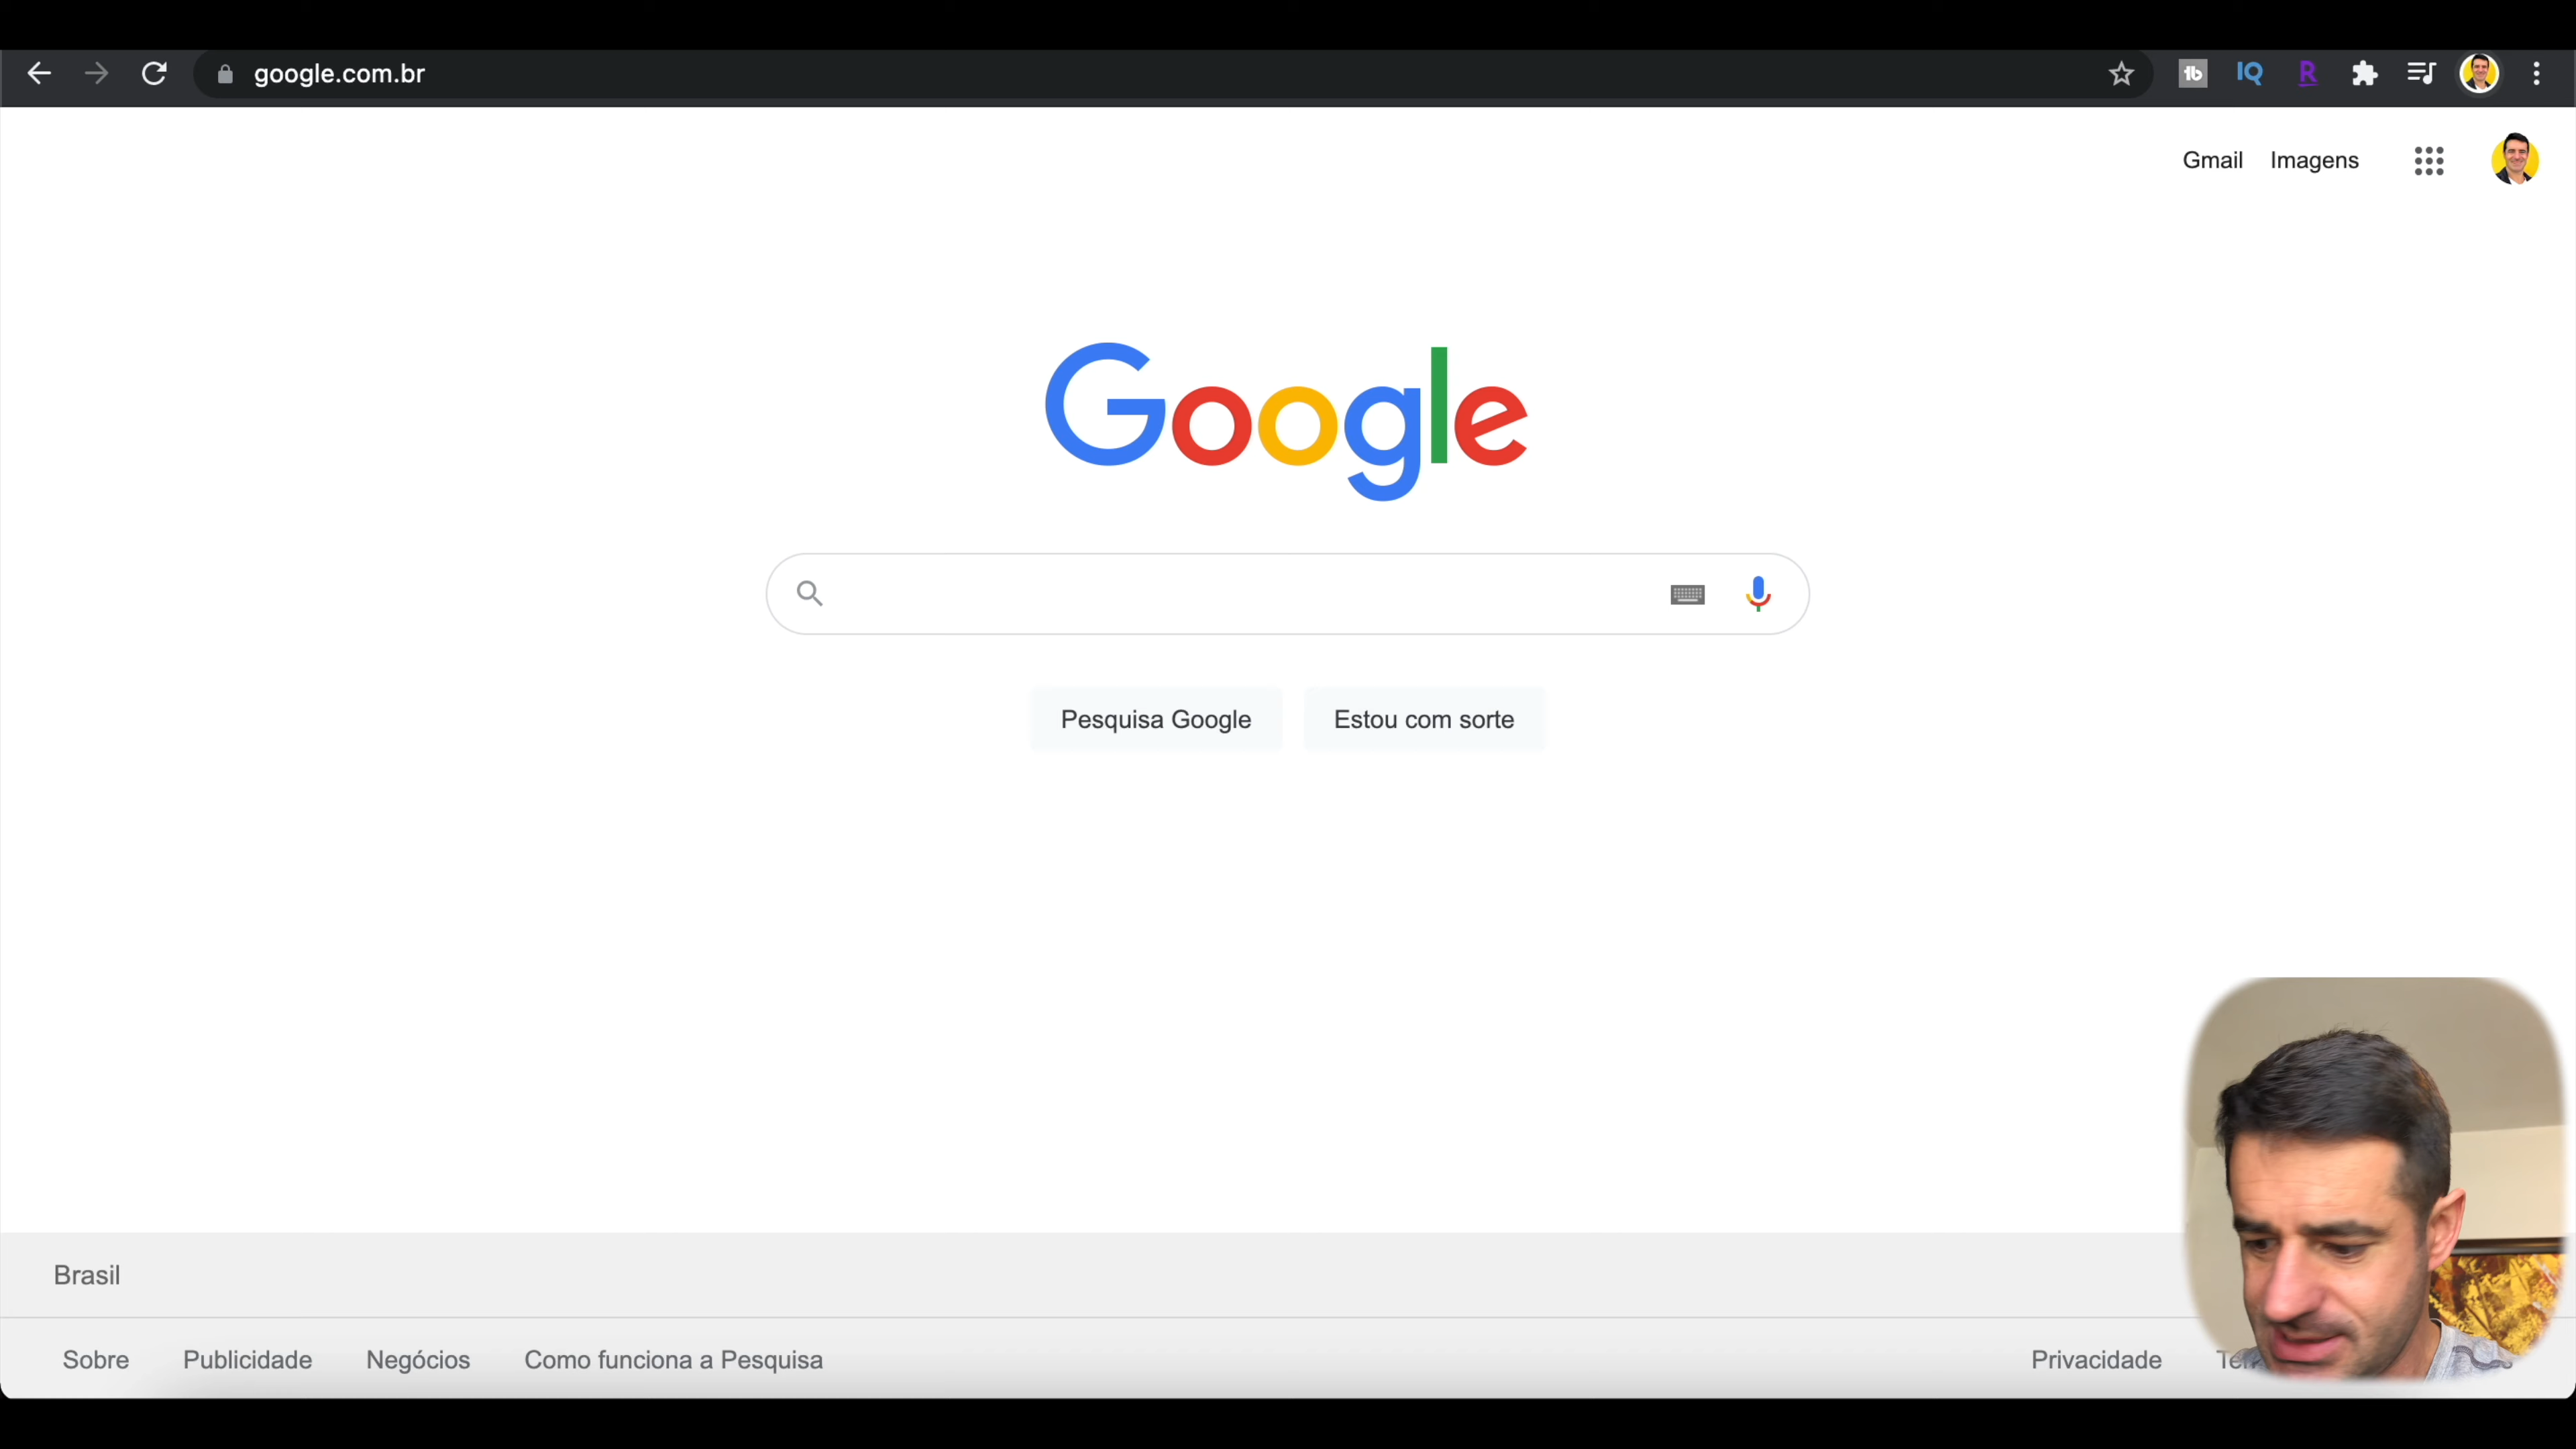 google.com.br
Gmail Imagens
Google
Pesquisa Google Estou com sorte
Brasil
Sobre Publicidade Negócios Como funciona a Pesquisa Privacidade